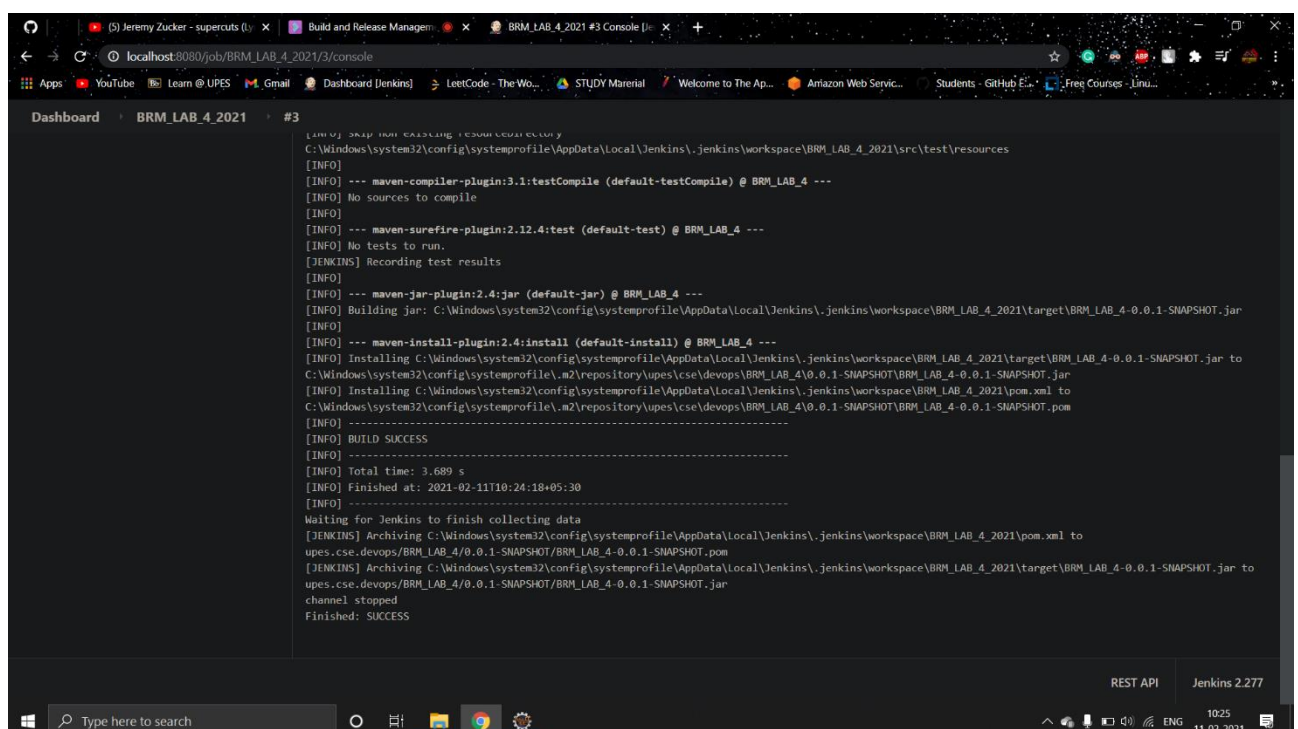 (5) Jeremy Zucker - supercuts (Ly
Build and Release Managem
BRM_LAB_4_2021 #3 Console [Je
localhost:8080/job/BRM_LAB_4_2021/3/console
Apps YouTube Learn @ UPES Gmail Dashboard [Jenkins] LeetCode - The Wo... STUDY Marerial Welcome to The Ap... Amazon Web Servic... Students - GitHub E... Free Courses - Linu... »
Dashboard BRM_LAB_4_2021 #3
[INFO] skip non existing resourceDirectory
C:\Windows\system32\config\systemprofile\AppData\Local\Jenkins\.jenkins\workspace\BRM_LAB_4_2021\src\test\resources
[INFO]
[INFO] --- maven-compiler-plugin:3.1:testCompile (default-testCompile) @ BRM_LAB_4 ---
[INFO] No sources to compile
[INFO]
[INFO] --- maven-surefire-plugin:2.12.4:test (default-test) @ BRM_LAB_4 ---
[INFO] No tests to run.
[JENKINS] Recording test results
[INFO]
[INFO] --- maven-jar-plugin:2.4:jar (default-jar) @ BRM_LAB_4 ---
[INFO] Building jar: C:\Windows\system32\config\systemprofile\AppData\Local\Jenkins\.jenkins\workspace\BRM_LAB_4_2021\target\BRM_LAB_4-0.0.1-SNAPSHOT.jar
[INFO]
[INFO] --- maven-install-plugin:2.4:install (default-install) @ BRM_LAB_4 ---
[INFO] Installing C:\Windows\system32\config\systemprofile\AppData\Local\Jenkins\.jenkins\workspace\BRM_LAB_4_2021\target\BRM_LAB_4-0.0.1-SNAPSHOT.jar to
C:\Windows\system32\config\systemprofile\.m2\repository\upes\cse\devops\BRM_LAB_4\0.0.1-SNAPSHOT\BRM_LAB_4-0.0.1-SNAPSHOT.jar
[INFO] Installing C:\Windows\system32\config\systemprofile\AppData\Local\Jenkins\.jenkins\workspace\BRM_LAB_4_2021\pom.xml to
C:\Windows\system32\config\systemprofile\.m2\repository\upes\cse\devops\BRM_LAB_4\0.0.1-SNAPSHOT\BRM_LAB_4-0.0.1-SNAPSHOT.pom
[INFO] ------------------------------------------------------------------------
[INFO] BUILD SUCCESS
[INFO] ------------------------------------------------------------------------
[INFO] Total time: 3.689 s
[INFO] Finished at: 2021-02-11T10:24:18+05:30
[INFO] ------------------------------------------------------------------------
Waiting for Jenkins to finish collecting data
[JENKINS] Archiving C:\Windows\system32\config\systemprofile\AppData\Local\Jenkins\.jenkins\workspace\BRM_LAB_4_2021\pom.xml to
upes.cse.devops/BRM_LAB_4/0.0.1-SNAPSHOT/BRM_LAB_4-0.0.1-SNAPSHOT.pom
[JENKINS] Archiving C:\Windows\system32\config\systemprofile\AppData\Local\Jenkins\.jenkins\workspace\BRM_LAB_4_2021\target\BRM_LAB_4-0.0.1-SNAPSHOT.jar to
upes.cse.devops/BRM_LAB_4/0.0.1-SNAPSHOT/BRM_LAB_4-0.0.1-SNAPSHOT.jar
channel stopped
Finished: SUCCESS
REST API Jenkins 2.277
Type here to search
ENG
10:25
11-02-2021